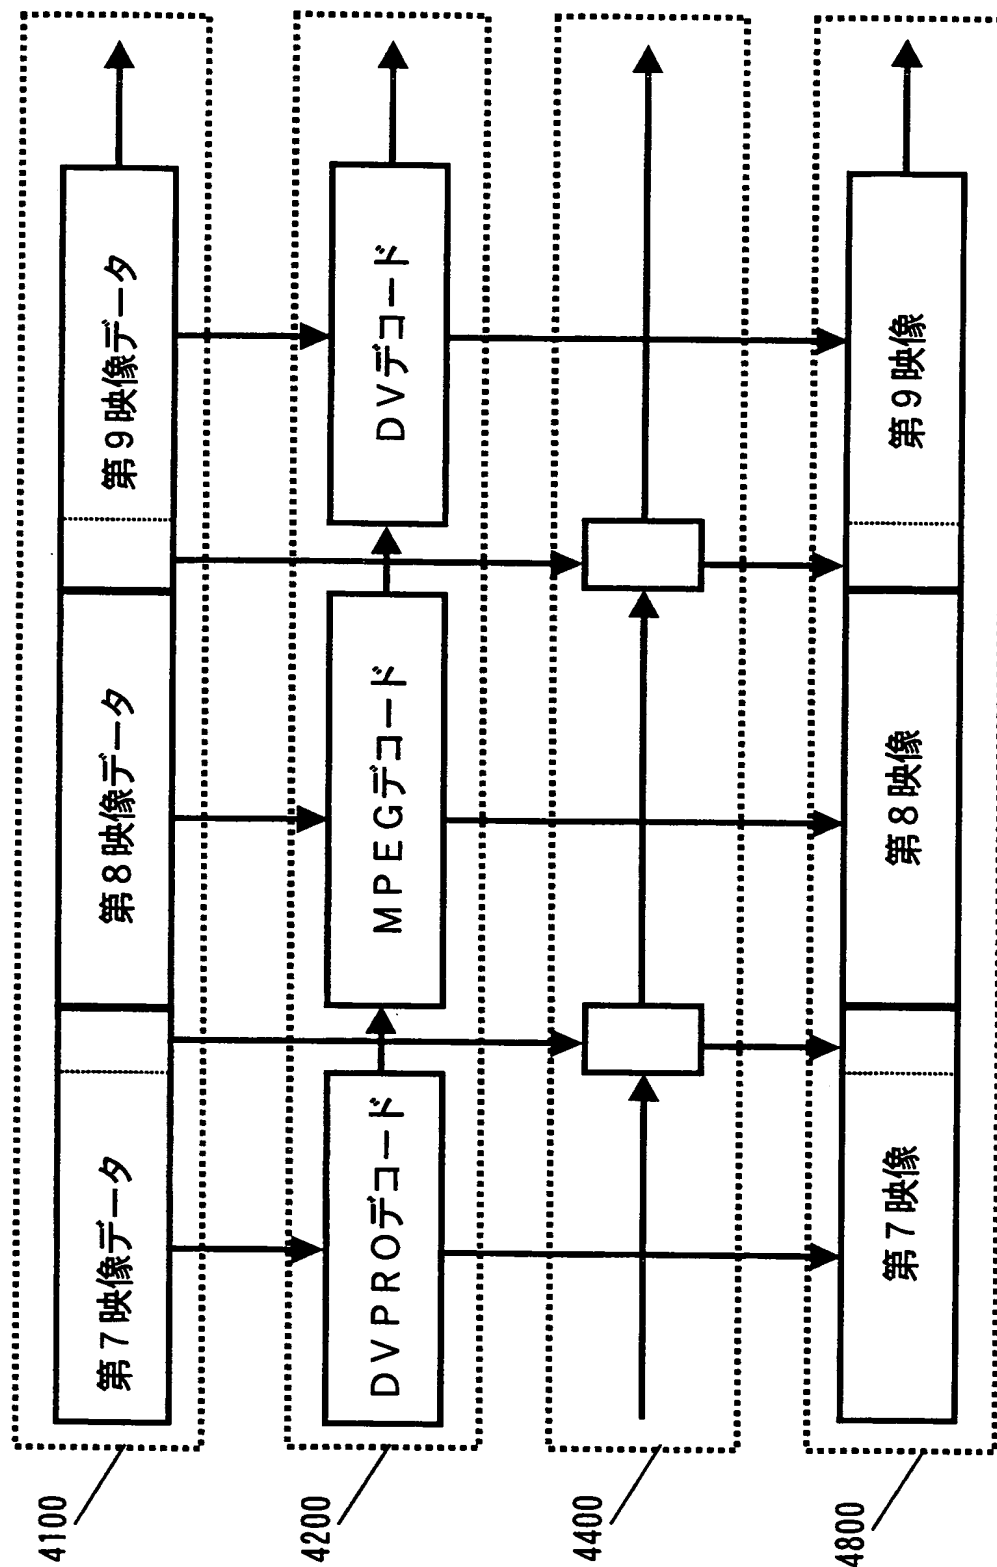 4100
第7映像データ
第8映像データ
第9映像データ
4200
DVPROデコード
MPEGデコード
DVデコード
4400
4800
第7映像
第8映像
第9映像